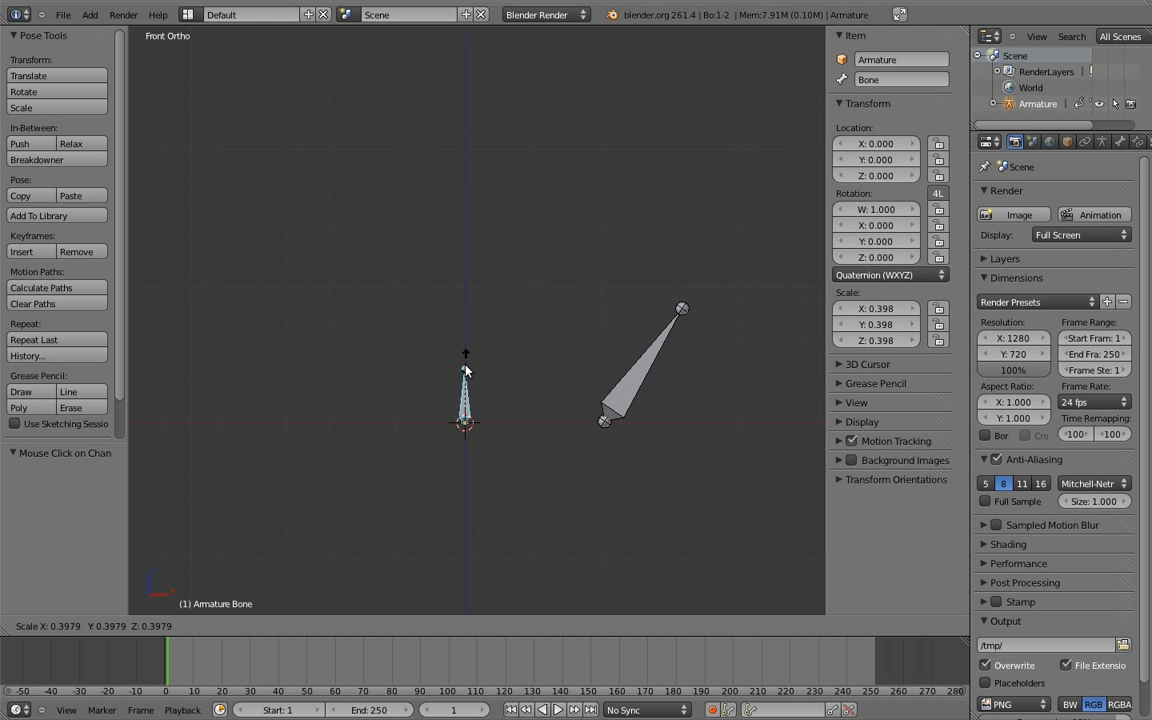 File Add Render Help Default Scene Blender Render blender.org 261.4 | Bo:1-2 | Mem:7.91M (0.10M) | Armature
Pose Tools
Transform:
Translate
Rotate
Scale
In-Between:
Push Relax
Breakdowner
Pose:
Copy Paste
Add To Library
Keyframes:
Insert Remove
Motion Paths:
Calculate Paths
Clear Paths
Repeat:
Repeat Last
History...
Grease Pencil:
Draw Line
Poly Erase
Use Sketching Sessio
Mouse Click on Chan
Front Ortho
(1) Armature Bone
Item
Armature
Bone
Transform
Location:
X: 0.000
Y: 0.000
Z: 0.000
Rotation: 4L
W: 1.000
X: 0.000
Y: 0.000
Z: 0.000
Quaternion (WXYZ)
Scale:
X: 0.398
Y: 0.398
Z: 0.398
3D Cursor
Grease Pencil
View
Display
Motion Tracking
Background Images
Transform Orientations
View Search All Scenes
Scene
RenderLayers
World
Armature
Scene
Render
Image Animation
Display: Full Screen
Layers
Dimensions
Render Presets
Resolution: Frame Range:
X: 1280 Start Fram: 1
Y: 720 End Fra: 250
100% Frame Ste: 1
Aspect Ratio: Frame Rate:
X: 1.000 24 fps
Y: 1.000 Time Remapping:
Bor Cro 100 100
Anti-Aliasing
5 8 11 16 Mitchell-Netr
Full Sample Size: 1.000
Sampled Motion Blur
Shading
Performance
Post Processing
Stamp
Output
/tmp/
Overwrite File Extensio
Placeholders
PNG BW RGB RGBA
Scale X: 0.3979 Y: 0.3979 Z: 0.3979
-50 -40 -30 -20 -10 0 10 20 30 40 50 60 70 80 90 100 110 120 130 140 150 160 170 180 190 200 210 220 230 240 250 260 270 280
View Marker Frame Playback Start: 1 End: 250 1 No Sync